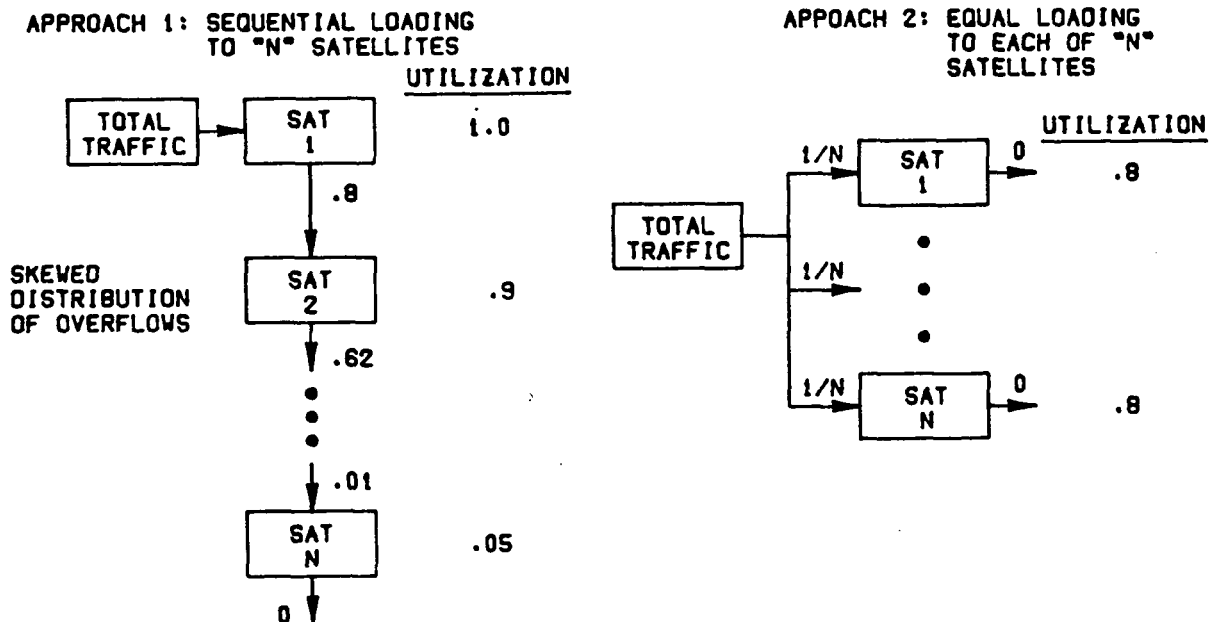 APPROACH 1: SEQUENTIAL LOADING
TO "N" SATELLITES
UTILIZATION
TOTAL
TRAFFIC
SAT
1
1.0
.8
SKEWED
DISTRIBUTION
OF OVERFLOWS
SAT
2
.9
.62
.01
SAT
N
.05
0
APPOACH 2: EQUAL LOADING
TO EACH OF "N"
SATELLITES
UTILIZATION
TOTAL
TRAFFIC
1/N
SAT
1
0
.8
1/N
1/N
SAT
N
0
.8